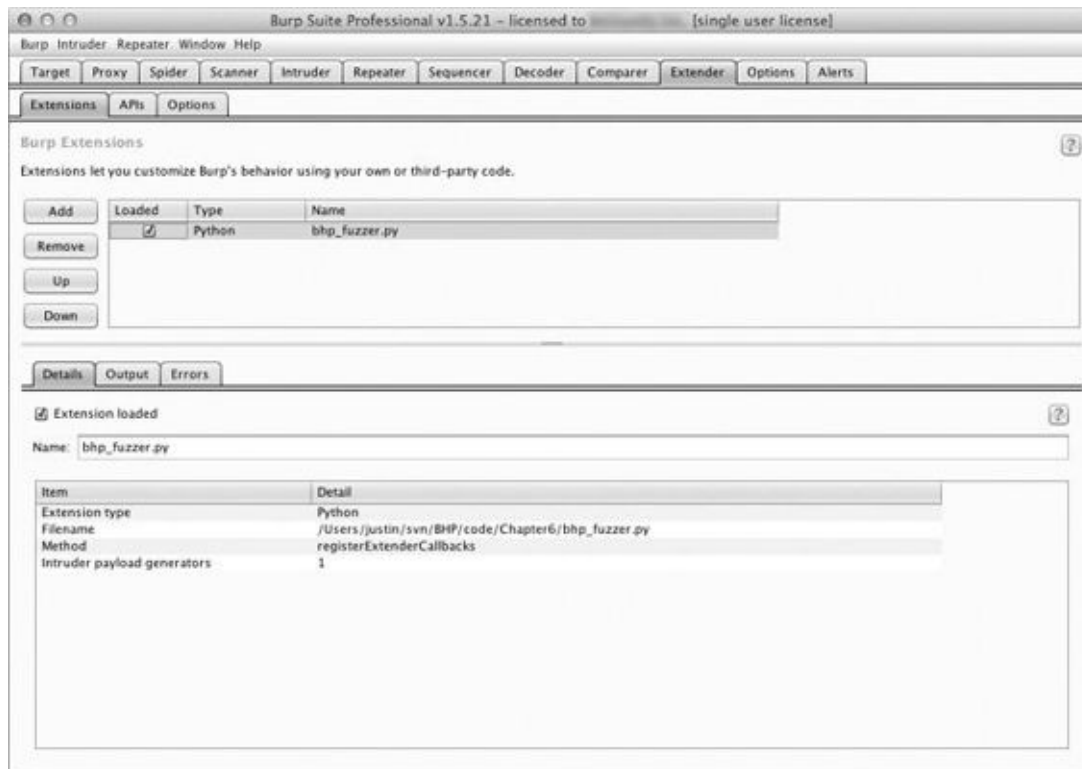 Burp Suite Professional v1.5.21 - licensed to [single user license]
Burp Intruder Repeater Window Help
Target Proxy Spider Scanner Intruder Repeater Sequencer Decoder Comparer Extender Options Alerts
Extensions APIs Options
Burp Extensions
?
Extensions let you customize Burp's behavior using your own or third-party code.
Add
Loaded Type Name
Python bhp_fuzzer.py
Remove
Up
Down
Details Output Errors
Extension loaded
?
Name: bhp_fuzzer.py
Item Detail
Extension type Python
Filename /Users/justin/svn/BHP/code/Chapter6/bhp_fuzzer.py
Method registerExtenderCallbacks
Intruder payload generators 1